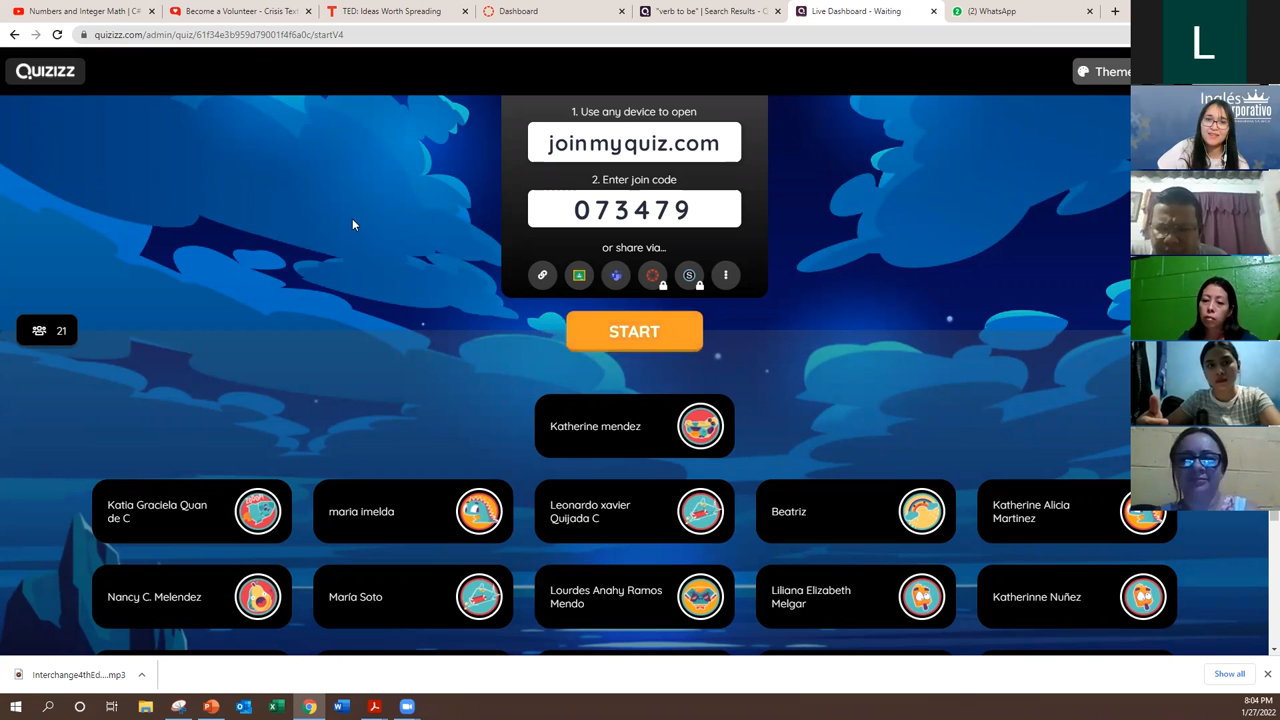 Numbers and Integer Math | C#
Become a Volunteer - Crisis Text
TED: Ideas Worth Spreading
Dashboard
"verb to be" | Search Results - Q
Live Dashboard - Waiting
(2) WhatsApp
quizizz.com/admin/quiz/61f34e3b959d79001f4f6a0c/startV4
Quizizz
Theme
L
Inglés
orporativo
1. Use any device to open
joinmyquiz.com
2. Enter join code
073479
or share via...
21
START
Katherine mendez
Katia Graciela Quan
de C
maria imelda
Leonardo xavier
Quijada C
Beatriz
Katherine Alicia
Martinez
Nancy C. Melendez
María Soto
Lourdes Anahy Ramos
Mendo
Liliana Elizabeth
Melgar
Katherinne Nuñez
Interchange4thEd....mp3
Show all
8:04 PM
1/27/2022